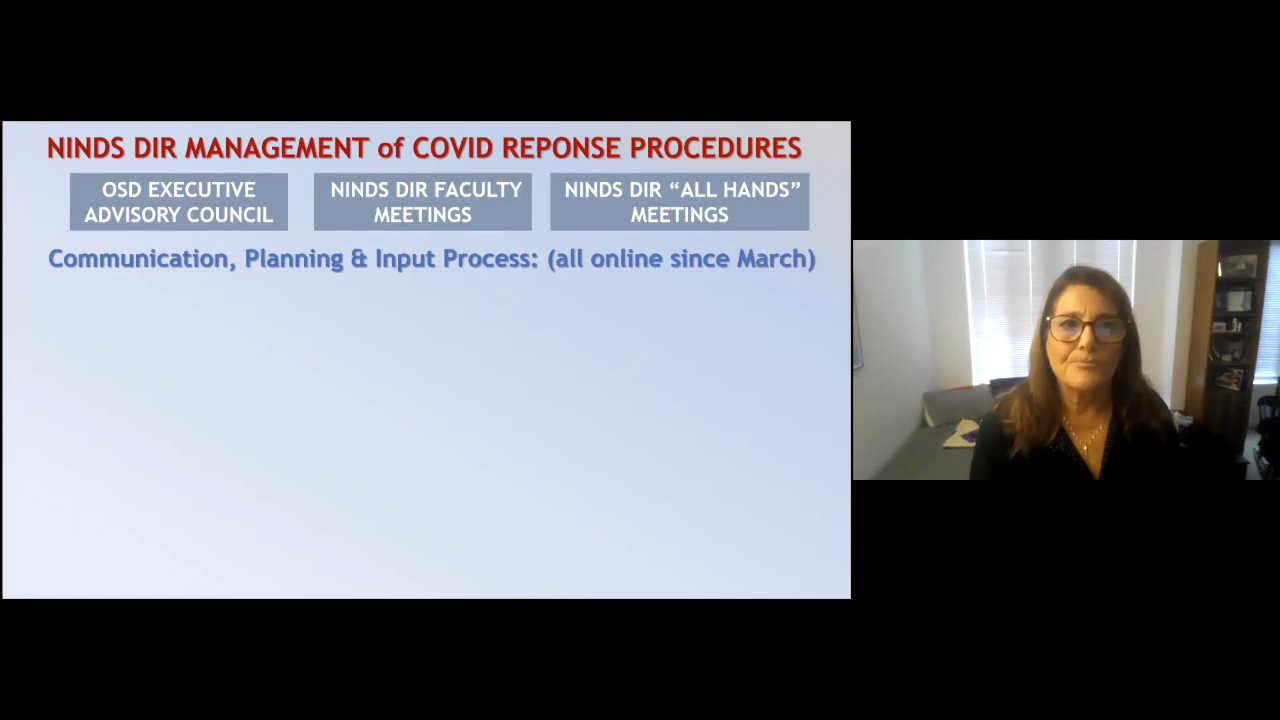 NINDS DIR MANAGEMENT of COVID REPONSE PROCEDURES
OSD EXECUTIVE
ADVISORY COUNCIL
NINDS DIR FACULTY
MEETINGS
NINDS DIR “ALL HANDS”
MEETINGS
Communication, Planning & Input Process: (all online since March)